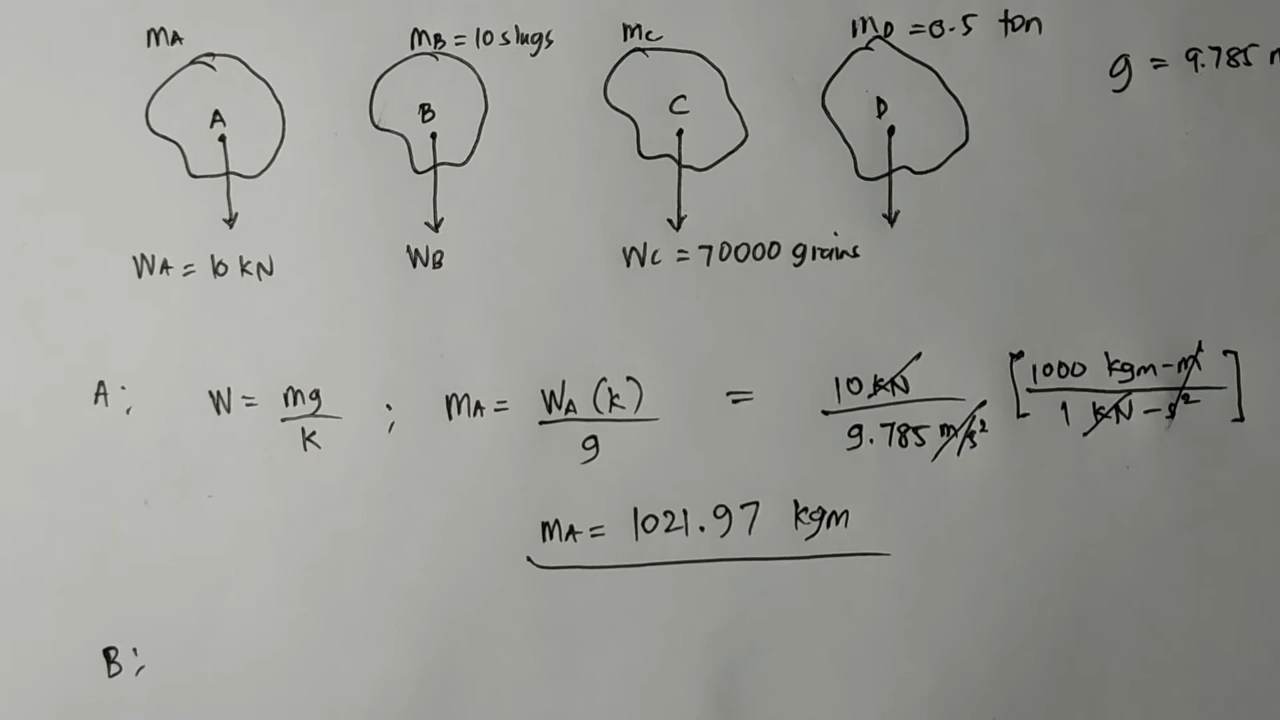 mA mB = 10 slugs mc mD = 0.5 ton
g = 9.785 m
A B C D
WA = 10 kN WB Wc = 70000 grains
A: W = mg/k ; mA = WA (k)/g = 10 kN/9.785 m/s² [1000 kgm-m/1 kN-s²]
mA = 1021.97 kgm
B: